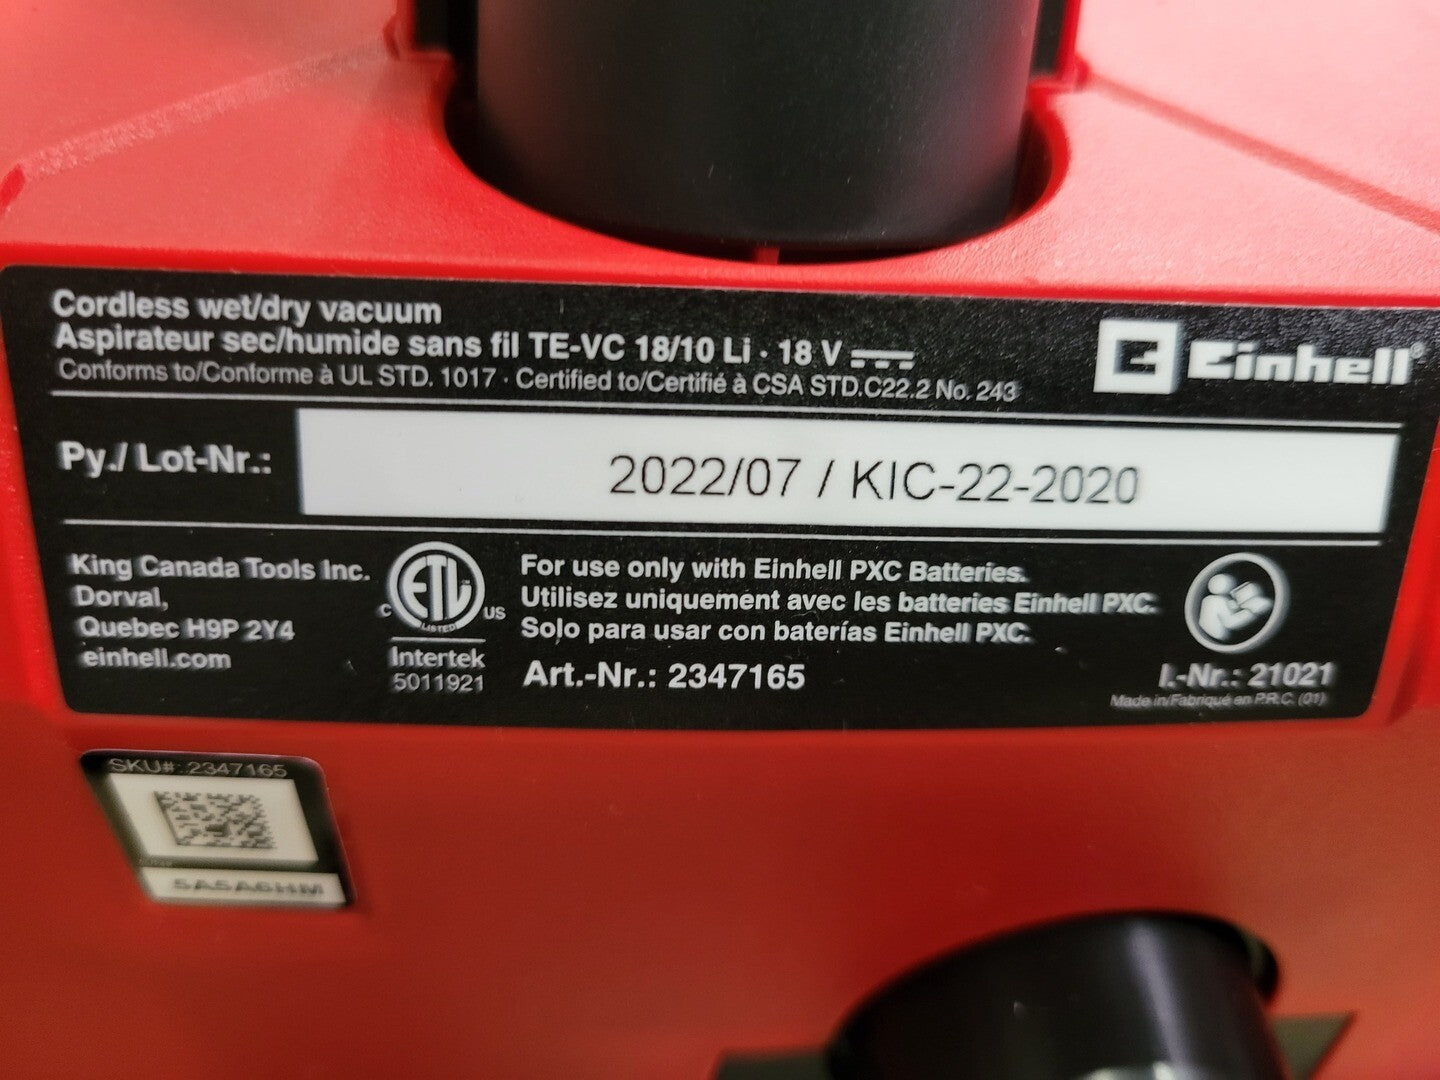 Cordless wet/dry vacuum
Aspirateur sec/humide sans fil TE-VC 18/10 Li · 18 V
Conforms to/Conforme à UL STD. 1017 · Certified to/Certifié à CSA STD.C22.2 No. 243
Einhell®
Py./ Lot-Nr.:
2022/07 / KIC-22-2020
King Canada Tools Inc.
Dorval,
Quebec H9P 2Y4
einhell.com
C ETL US
LISTED
Intertek
5011921
For use only with Einhell PXC Batteries.
Utilisez uniquement avec les batteries Einhell PXC.
Solo para usar con baterías Einhell PXC.
Art.-Nr.: 2347165
I.-Nr.: 21021
Made in/Fabriqué en P.R.C. (01)
SKU#: 2347165
5A5A6HM